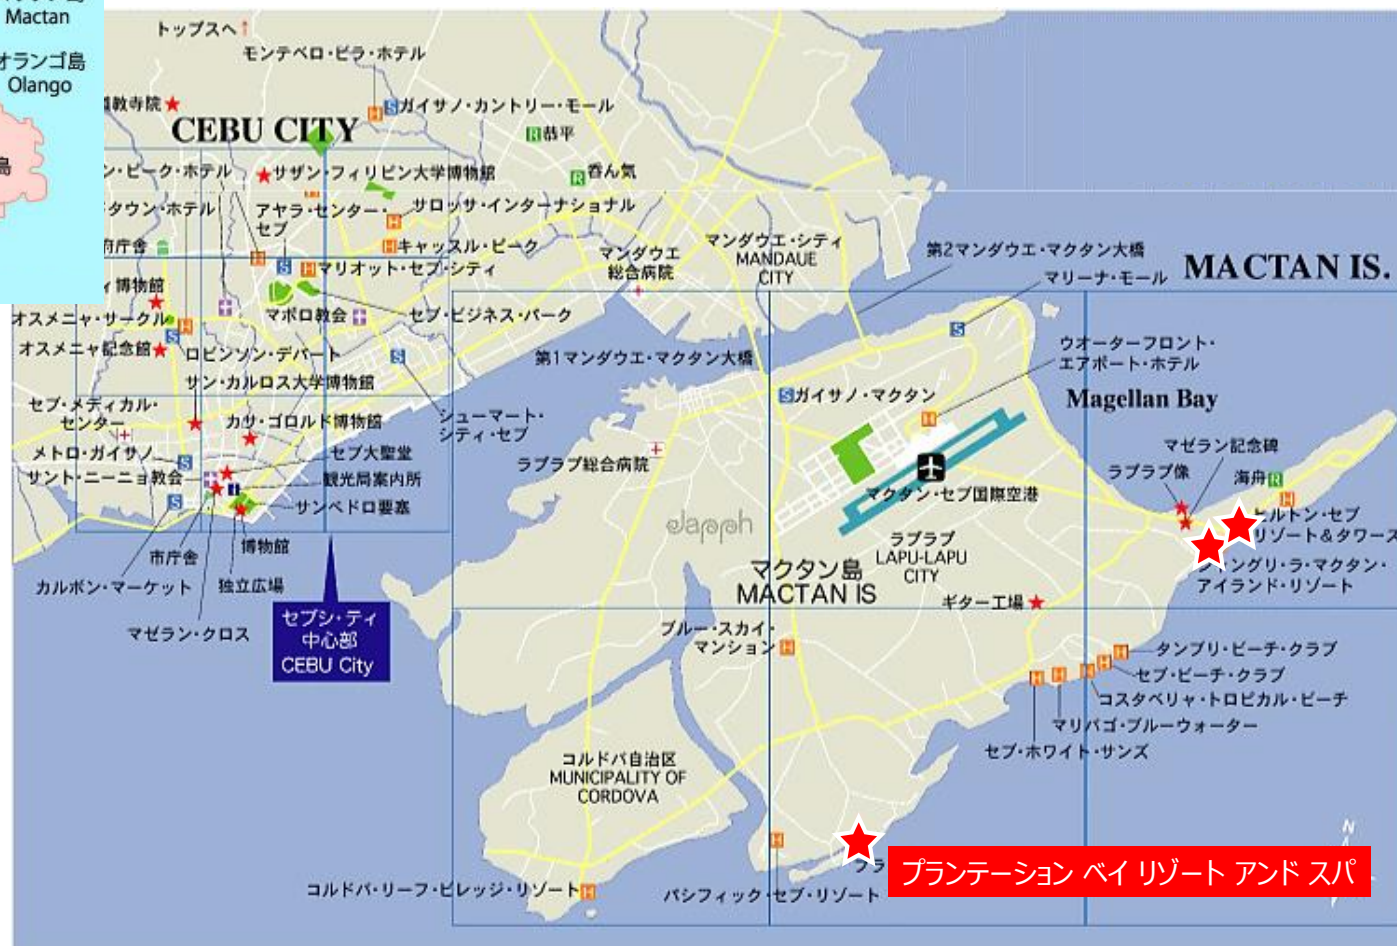 Mactan
オランゴ島
Olango
島
トップスへ↑
モンテベロ・ビラ・ホテル
教寺院
ガイサノ・カントリー・モール
CEBU CITY
恭平
ン・ピーク・ホテル
サザン・フィリピン大学博物館
呑ん気
タウン・ホテル
アヤラ・センター・
セブ
サロッサ・インターナショナル
府庁舎
キャッスル・ピーク
マンダウエ
総合病院
マンダウエ・シティ
MANDAUE
CITY
第2マンダウエ・マクタン大橋
MACTAN IS.
マリオット・セブ・シティ
マリーナ・モール
博物館
オスメニャ・サークル
マボロ教会
セブ・ビジネス・パーク
オスメニャ記念館
ロビンソン・デパート
第1マンダウエ・マクタン大橋
ウオーターフロント・
エアポート・ホテル
サン・カルロス大学博物館
ガイサノ・マクタン
Magellan Bay
セブ・メディカル・
センター
カサ・ゴロルド博物館
シューマート・
シティ・セブ
メトロ・ガイサノ
セブ大聖堂
ラプラプ総合病院
マゼラン記念碑
ラプラプ像
サント・ニーニョ教会
観光局案内所
海舟
マクタン・セブ国際空港
サンペドロ要塞
Japph
ヒルトン・セブ
リゾート&タワーズ
市庁舎
博物館
ラプラプ
LAPU-LAPU
CITY
シャングリ・ラ・マクタン・
アイランド・リゾート
カルボン・マーケット
独立広場
マクタン島
MACTAN IS
ギター工場
マゼラン・クロス
セブシ・ティ
中心部
CEBU City
ブルー・スカイ・
マンション
タンブリ・ビーチ・クラブ
セブ・ビーチ・クラブ
コスタベリャ・トロピカル・ビーチ
マリバゴ・ブルーウォーター
セブ・ホワイト・サンズ
コルドバ自治区
MUNICIPALITY OF
CORDOVA
N
プラ
プランテーション ベイ リゾート アンド スパ
コルドバ・リーフ・ビレッジ・リゾート
パシフィック・セブ・リゾート